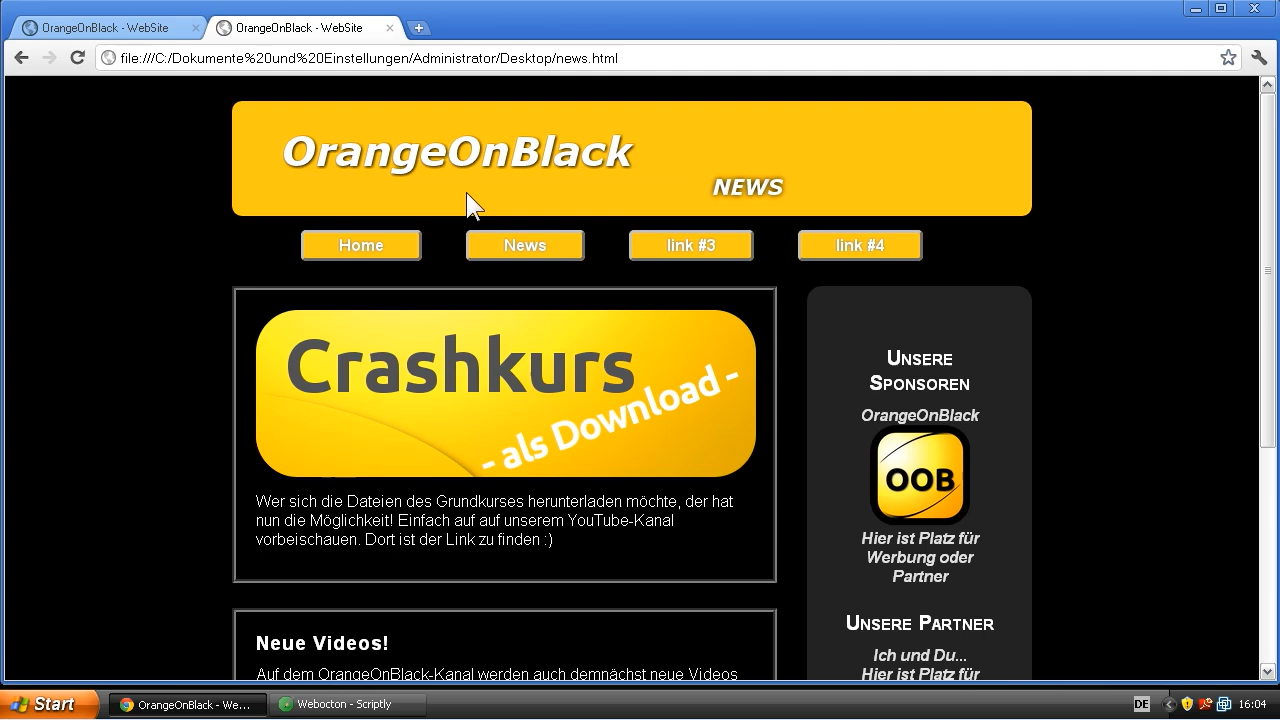 OrangeOnBlack - WebSite
OrangeOnBlack - WebSite
file:///C:/Dokumente%20und%20Einstellungen/Administrator/Desktop/news.html
OrangeOnBlack
NEWS
Home
News
link #3
link #4
Crashkurs
- als Download -
Wer sich die Dateien des Grundkurses herunterladen möchte, der hat
nun die Möglichkeit! Einfach auf auf unserem YouTube-Kanal
vorbeischauen. Dort ist der Link zu finden :)
Neue Videos!
Auf dem OrangeOnBlack-Kanal werden auch demnächst neue Videos
Unsere
Sponsoren
OrangeOnBlack
OOB
Hier ist Platz für
Werbung oder
Partner
Unsere Partner
Ich und Du...
Hier ist Platz für
Start
OrangeOnBlack - We...
Webocton - Scriptly
DE
16:04